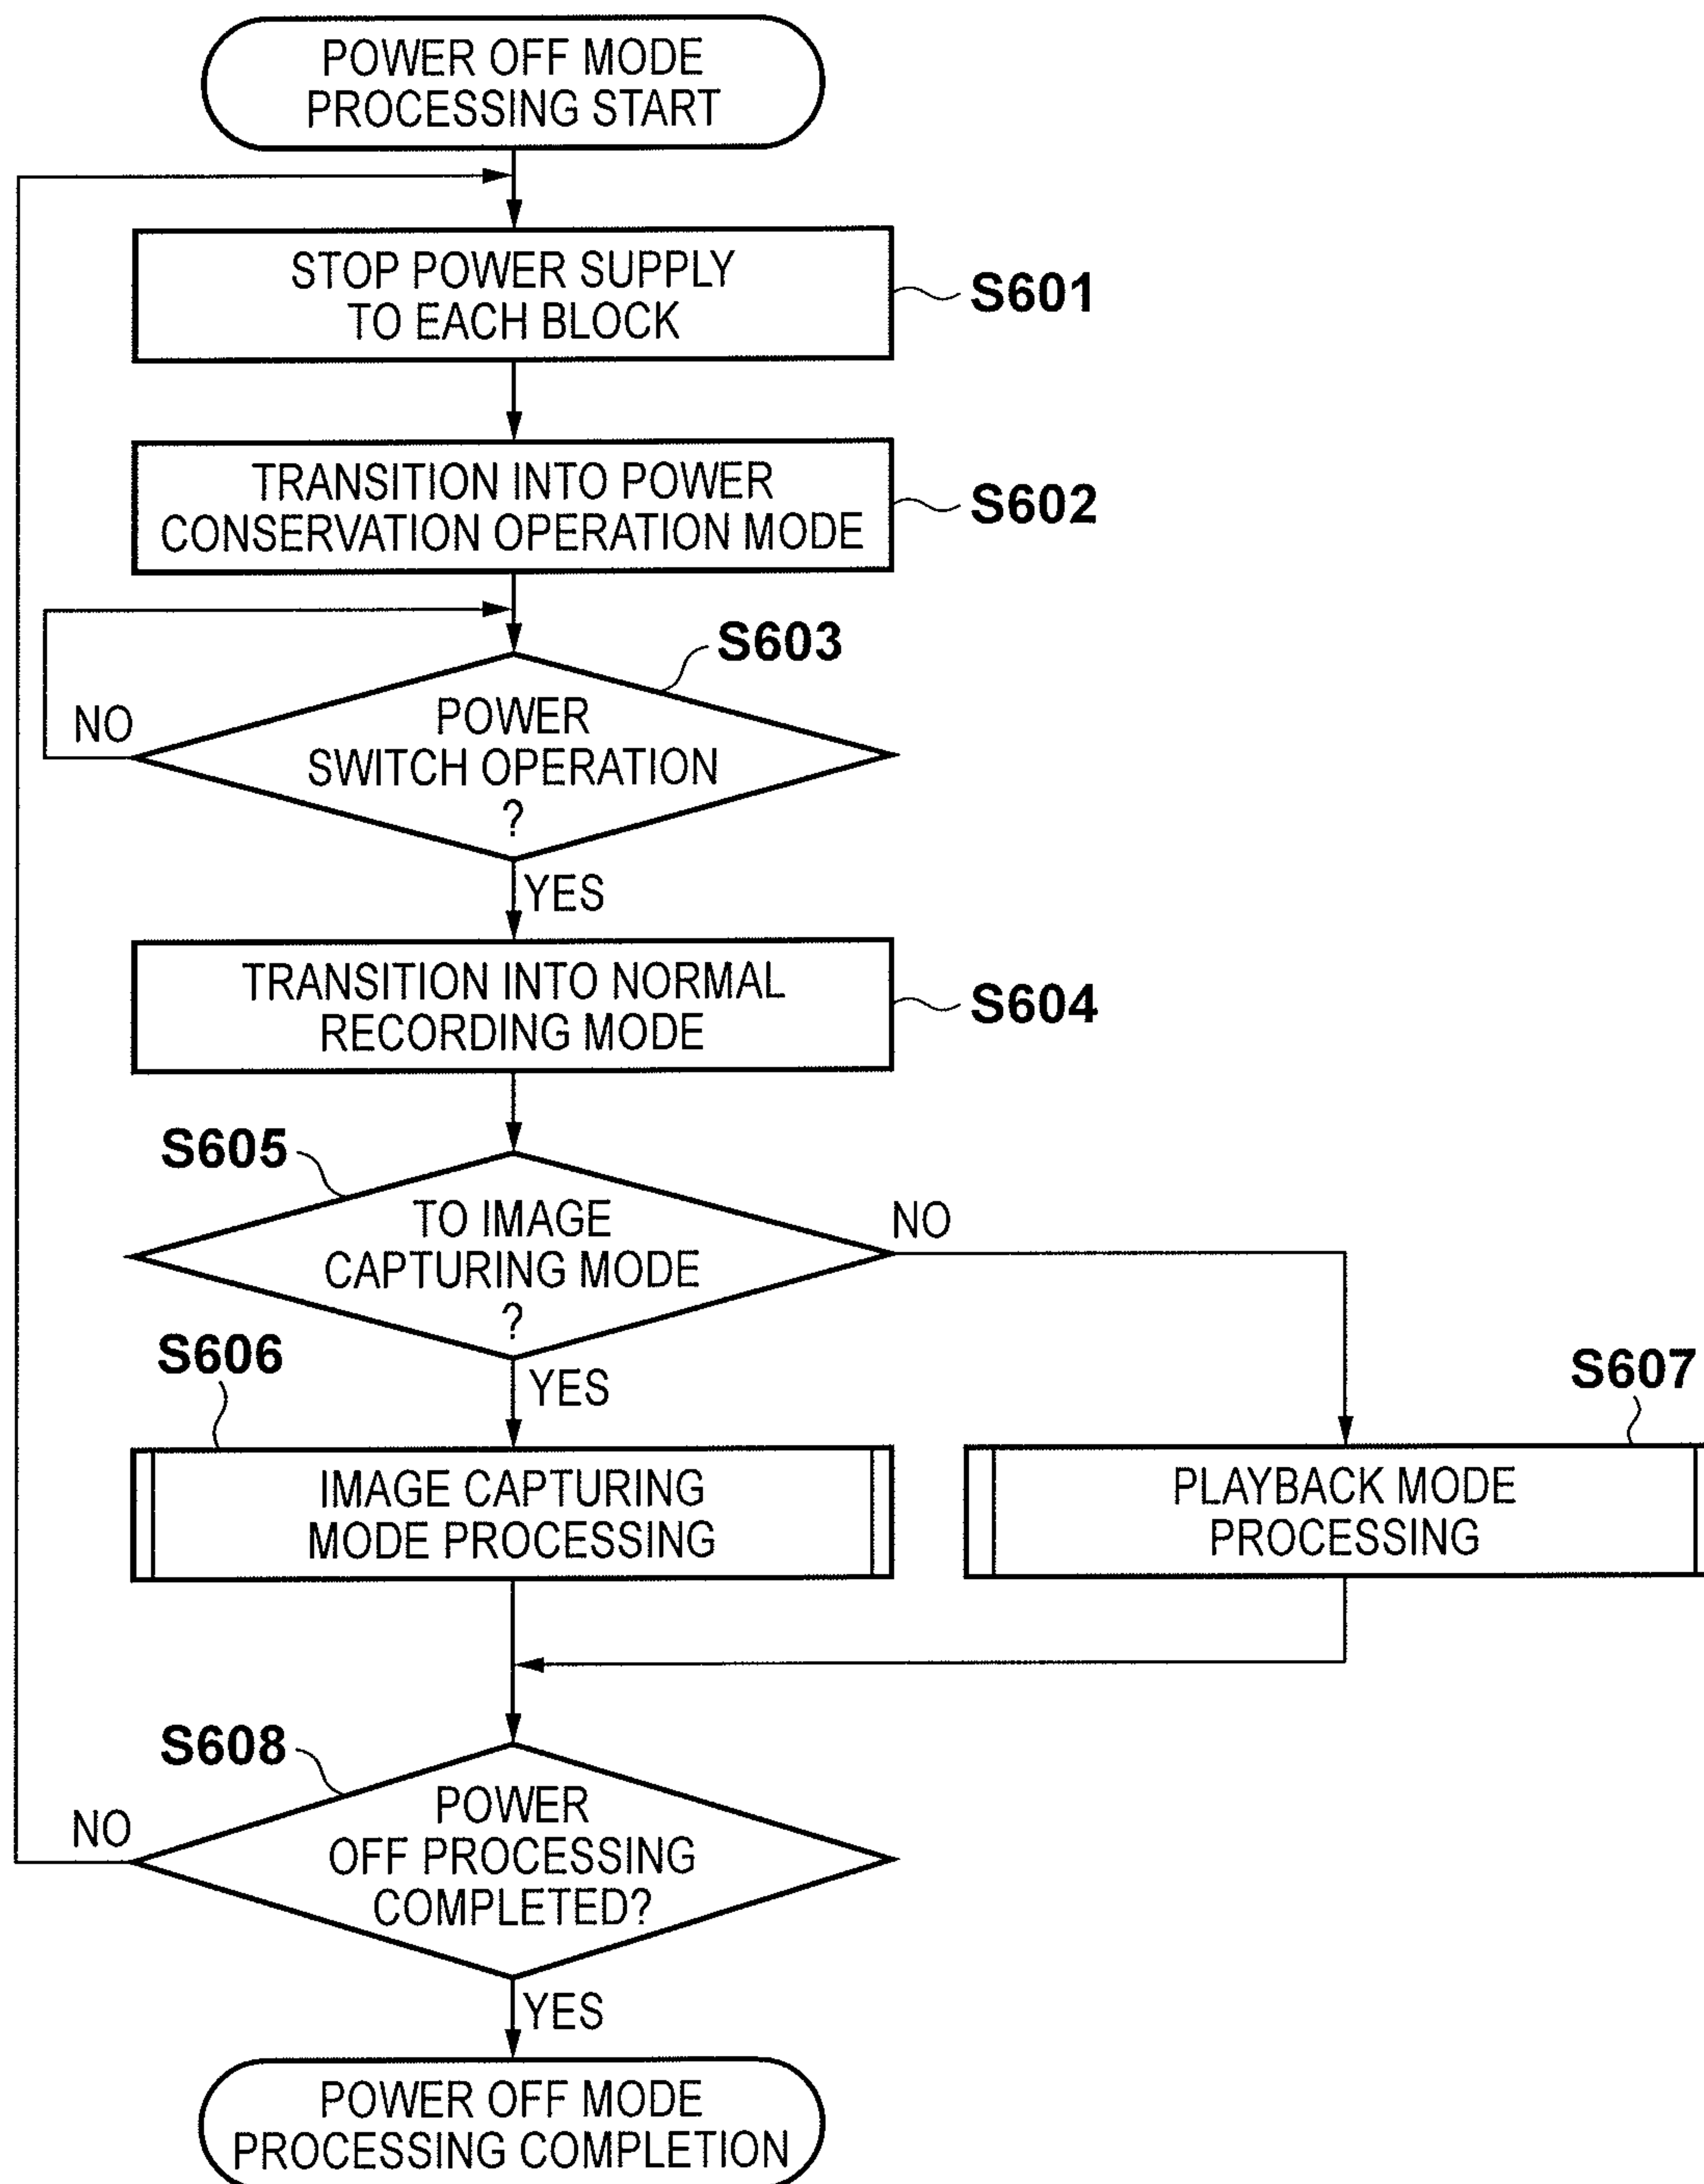 POWER OFF MODE
PROCESSING START
STOP POWER SUPPLY
TO EACH BLOCK
S601
TRANSITION INTO POWER
CONSERVATION OPERATION MODE
S602
S603
NO
POWER
SWITCH OPERATION
?
YES
TRANSITION INTO NORMAL
RECORDING MODE
S604
S605
TO IMAGE
CAPTURING MODE
?
NO
YES
S606
IMAGE CAPTURING
MODE PROCESSING
S607
PLAYBACK MODE
PROCESSING
S608
NO
POWER
OFF PROCESSING
COMPLETED?
YES
POWER OFF MODE
PROCESSING COMPLETION